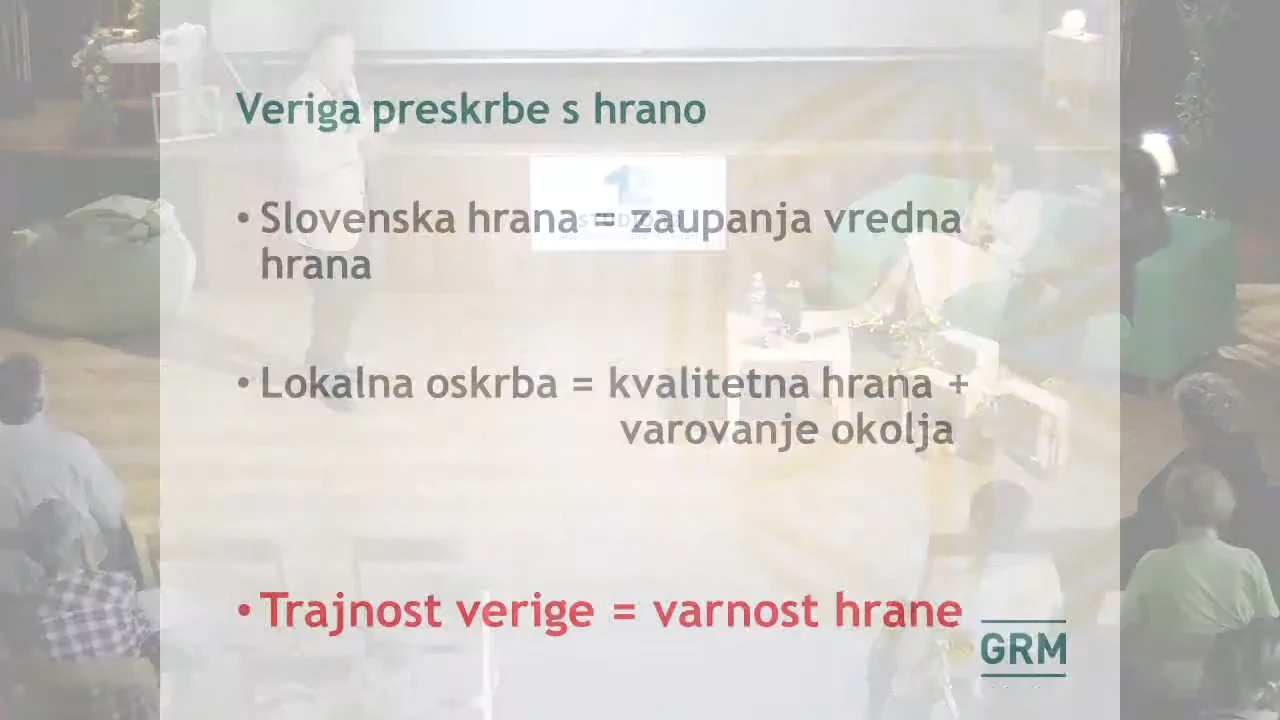 Veriga preskrbe s hrano
• Slovenska hrana = zaupanja vredna
hrana
• Lokalna oskrba = kvalitetna hrana +
varovanje okolja
• Trajnost verige = varnost hrane
GRM